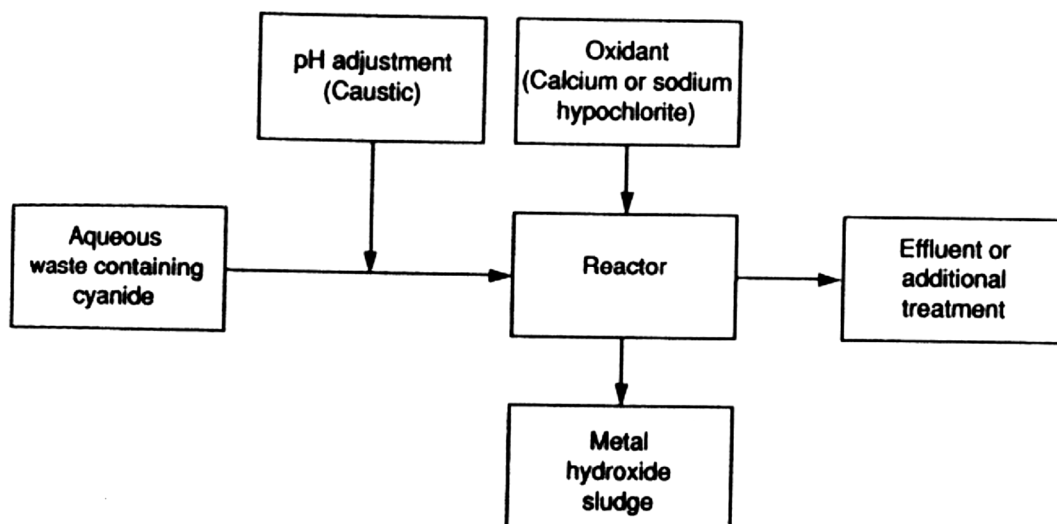 pH adjustment
(Caustic)
Oxidant
(Calcium or sodium
hypochlorite)
Aqueous
waste containing
cyanide
Reactor
Effluent or
additional
treatment
Metal
hydroxide
sludge